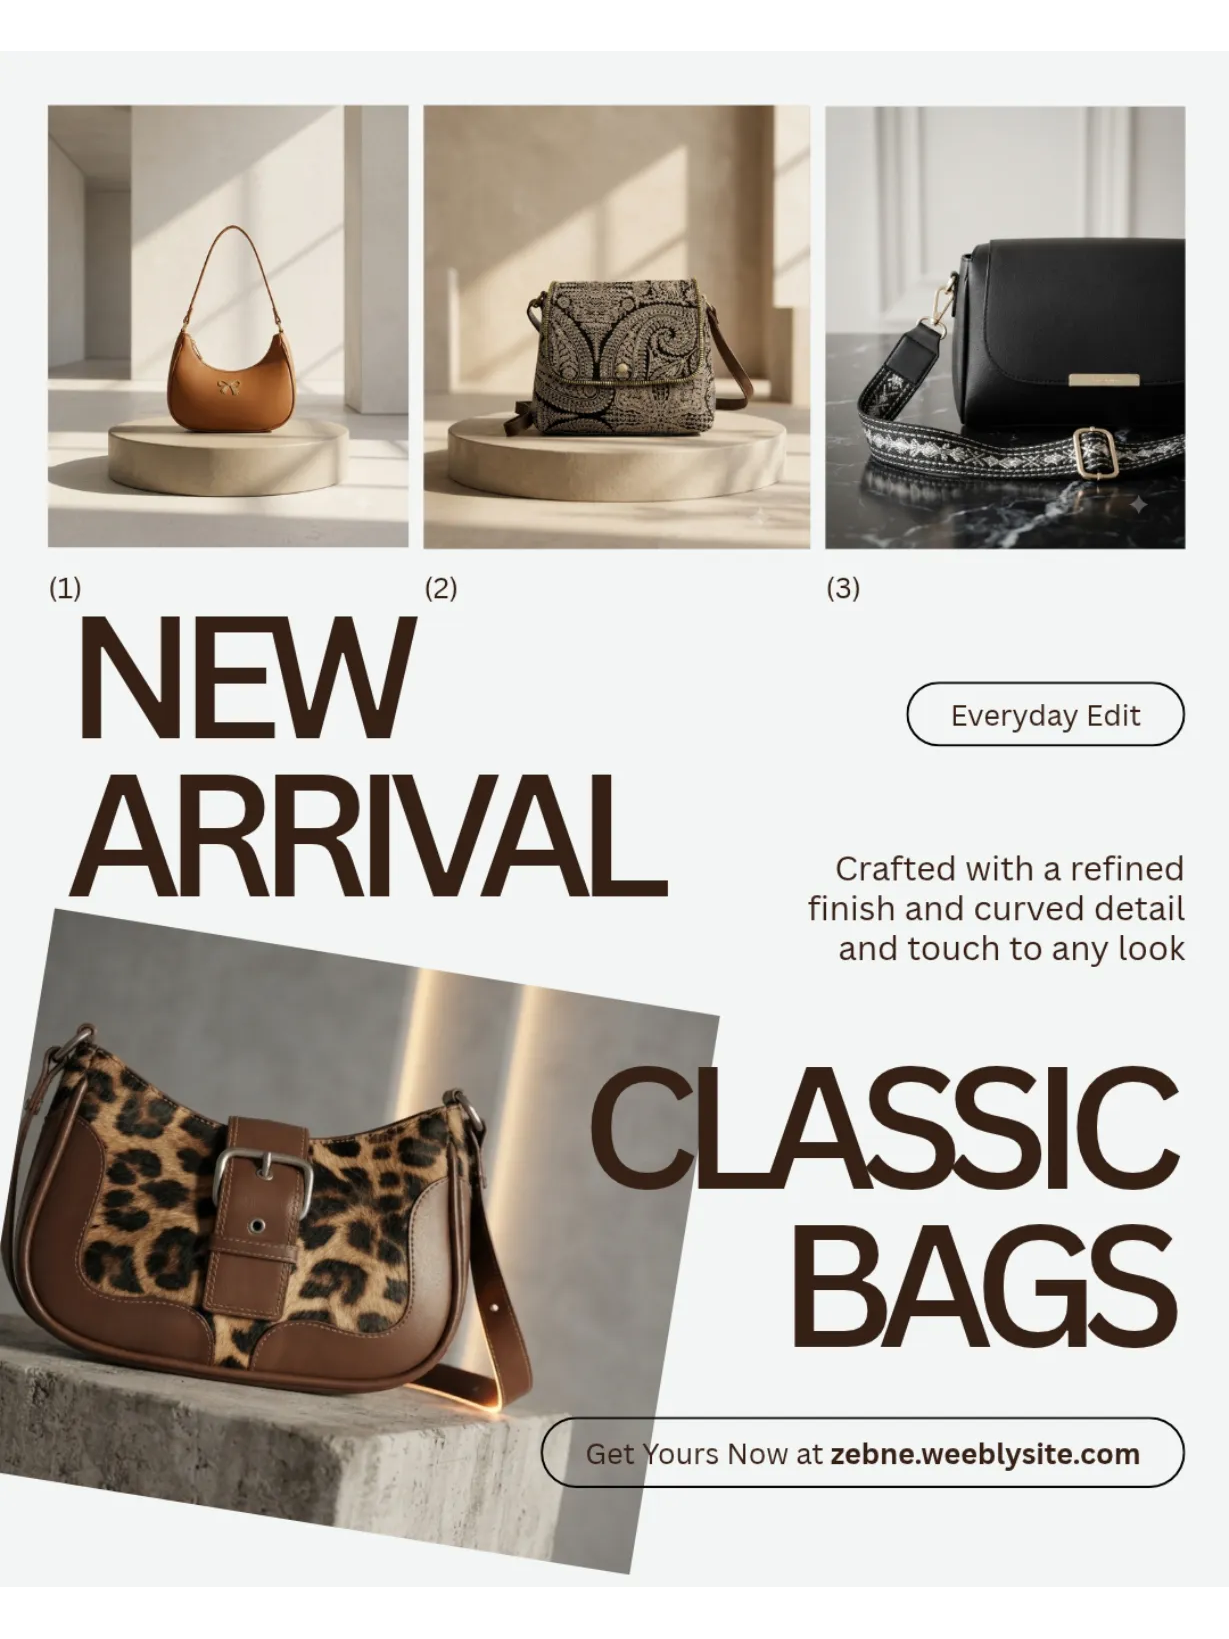 (1)
(2)
(3)
NEW
ARRIVAL
Everyday Edit
Crafted with a refined
finish and curved detail
and touch to any look
CLASSIC
BAGS
Get Yours Now at zebne.weeblysite.com